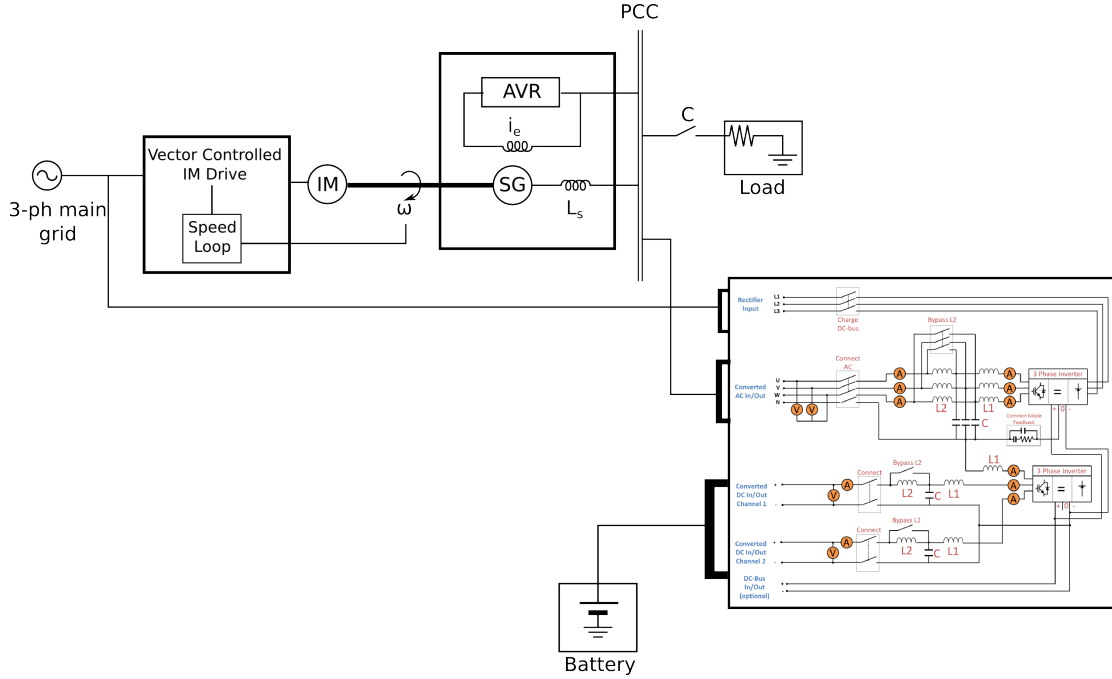 PCC
AVR
i_e
C
Vector Controlled
IM Drive
IM
SG
L_s
ω
Load
3-ph main
grid
Speed
Loop
Rectifier
Input
L1
L2
L3
Charge
DC-bus
Bypass L2
Connect
AC
Converted
AC In/Out
U
V
W
N
A
A
A
A
A
A
V
V
L2
L1
C
3 Phase Inverter
=
+ 0 -
Common Mode
Feedback
L1
3 Phase Inverter
=
+ 0 -
A
A
A
Converted
DC In/Out
Channel 1
+
-
V
A
Connect
Bypass L2
L2
C
L1
Converted
DC In/Out
Channel 2
+
-
V
A
Connect
Bypass L2
L2
C
L1
DC-Bus
In/Out
(optional)
+
-
Battery